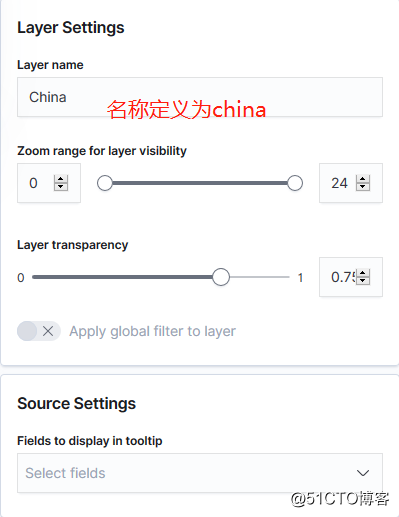 Layer Settings
Layer name
China
名称定义为china
Zoom range for layer visibility
0 24
Layer transparency
0 1 0.75
Apply global filter to layer
Source Settings
Fields to display in tooltip
Select fields
@51CTO博客